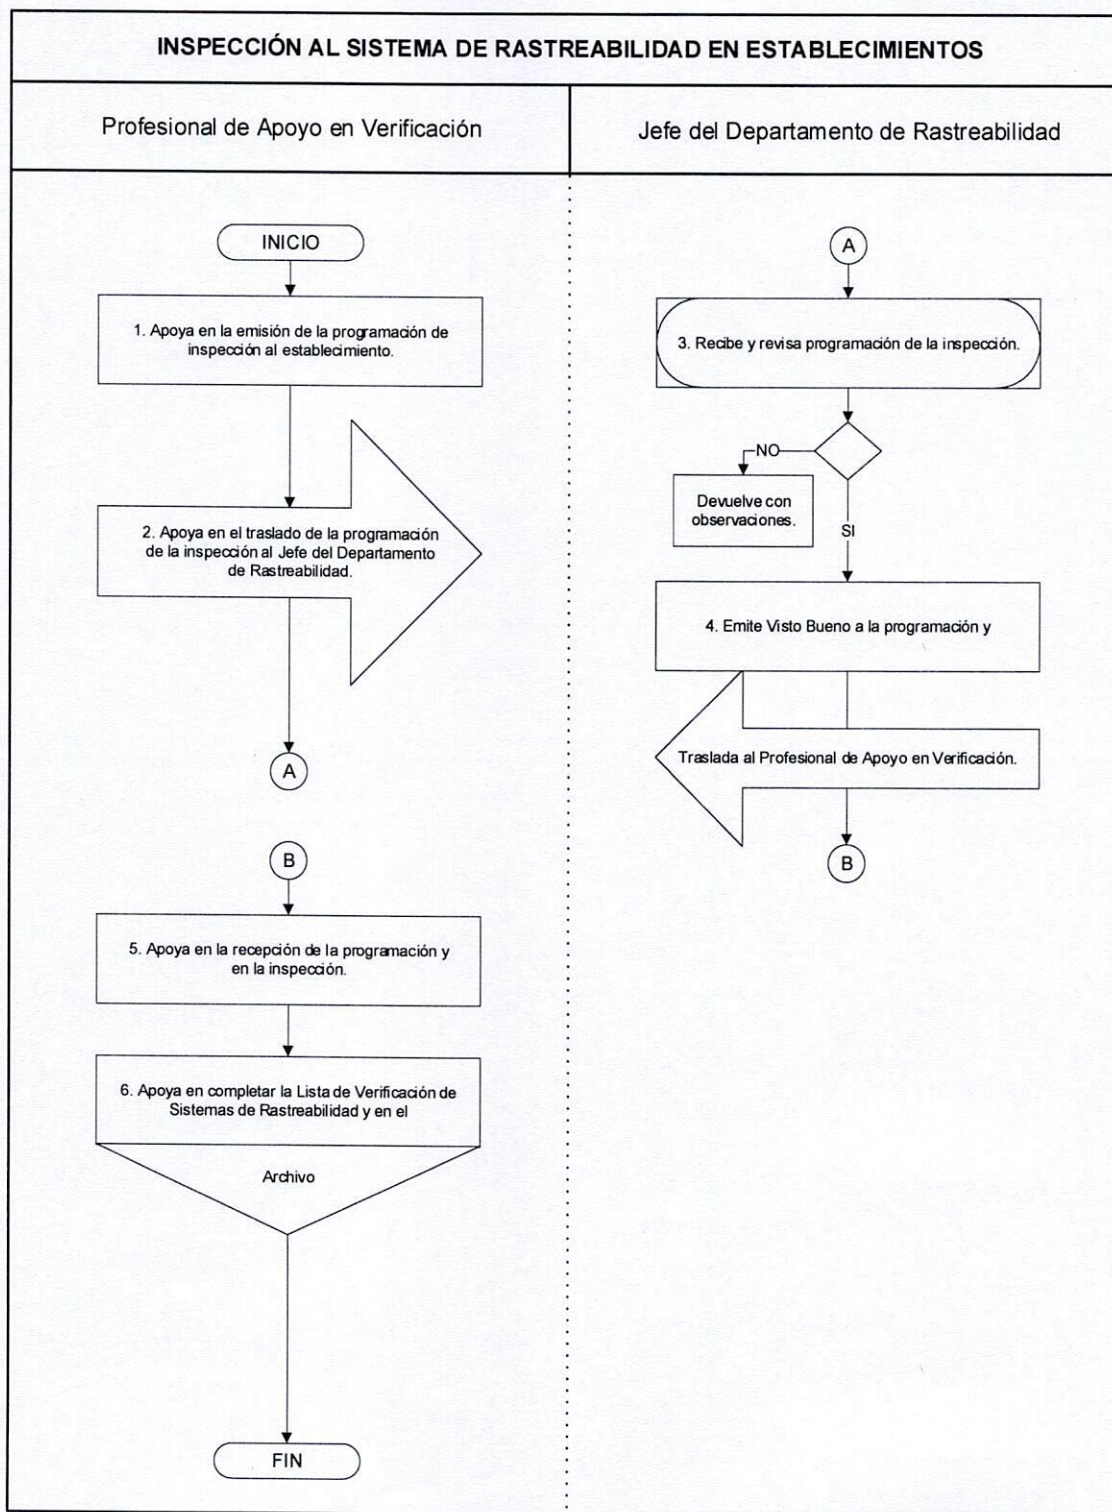 INSPECCIÓN AL SISTEMA DE RASTREABILIDAD EN ESTABLECIMIENTOS
Profesional de Apoyo en Verificación
Jefe del Departamento de Rastreabilidad
INICIO
1. Apoya en la emisión de la programación de
inspección al establecimiento.
2. Apoya en el traslado de la programación
de la inspección al Jefe del Departamento
de Rastreabilidad.
A
A
3. Recibe y revisa programación de la inspección.
NO
Devuelve con
observaciones.
SI
4. Emite Visto Bueno a la programación y
Traslada al Profesional de Apoyo en Verificación.
B
B
5. Apoya en la recepción de la programación y
en la inspección.
6. Apoya en completar la Lista de Verificación de
Sistemas de Rastreabilidad y en el
Archivo
FIN